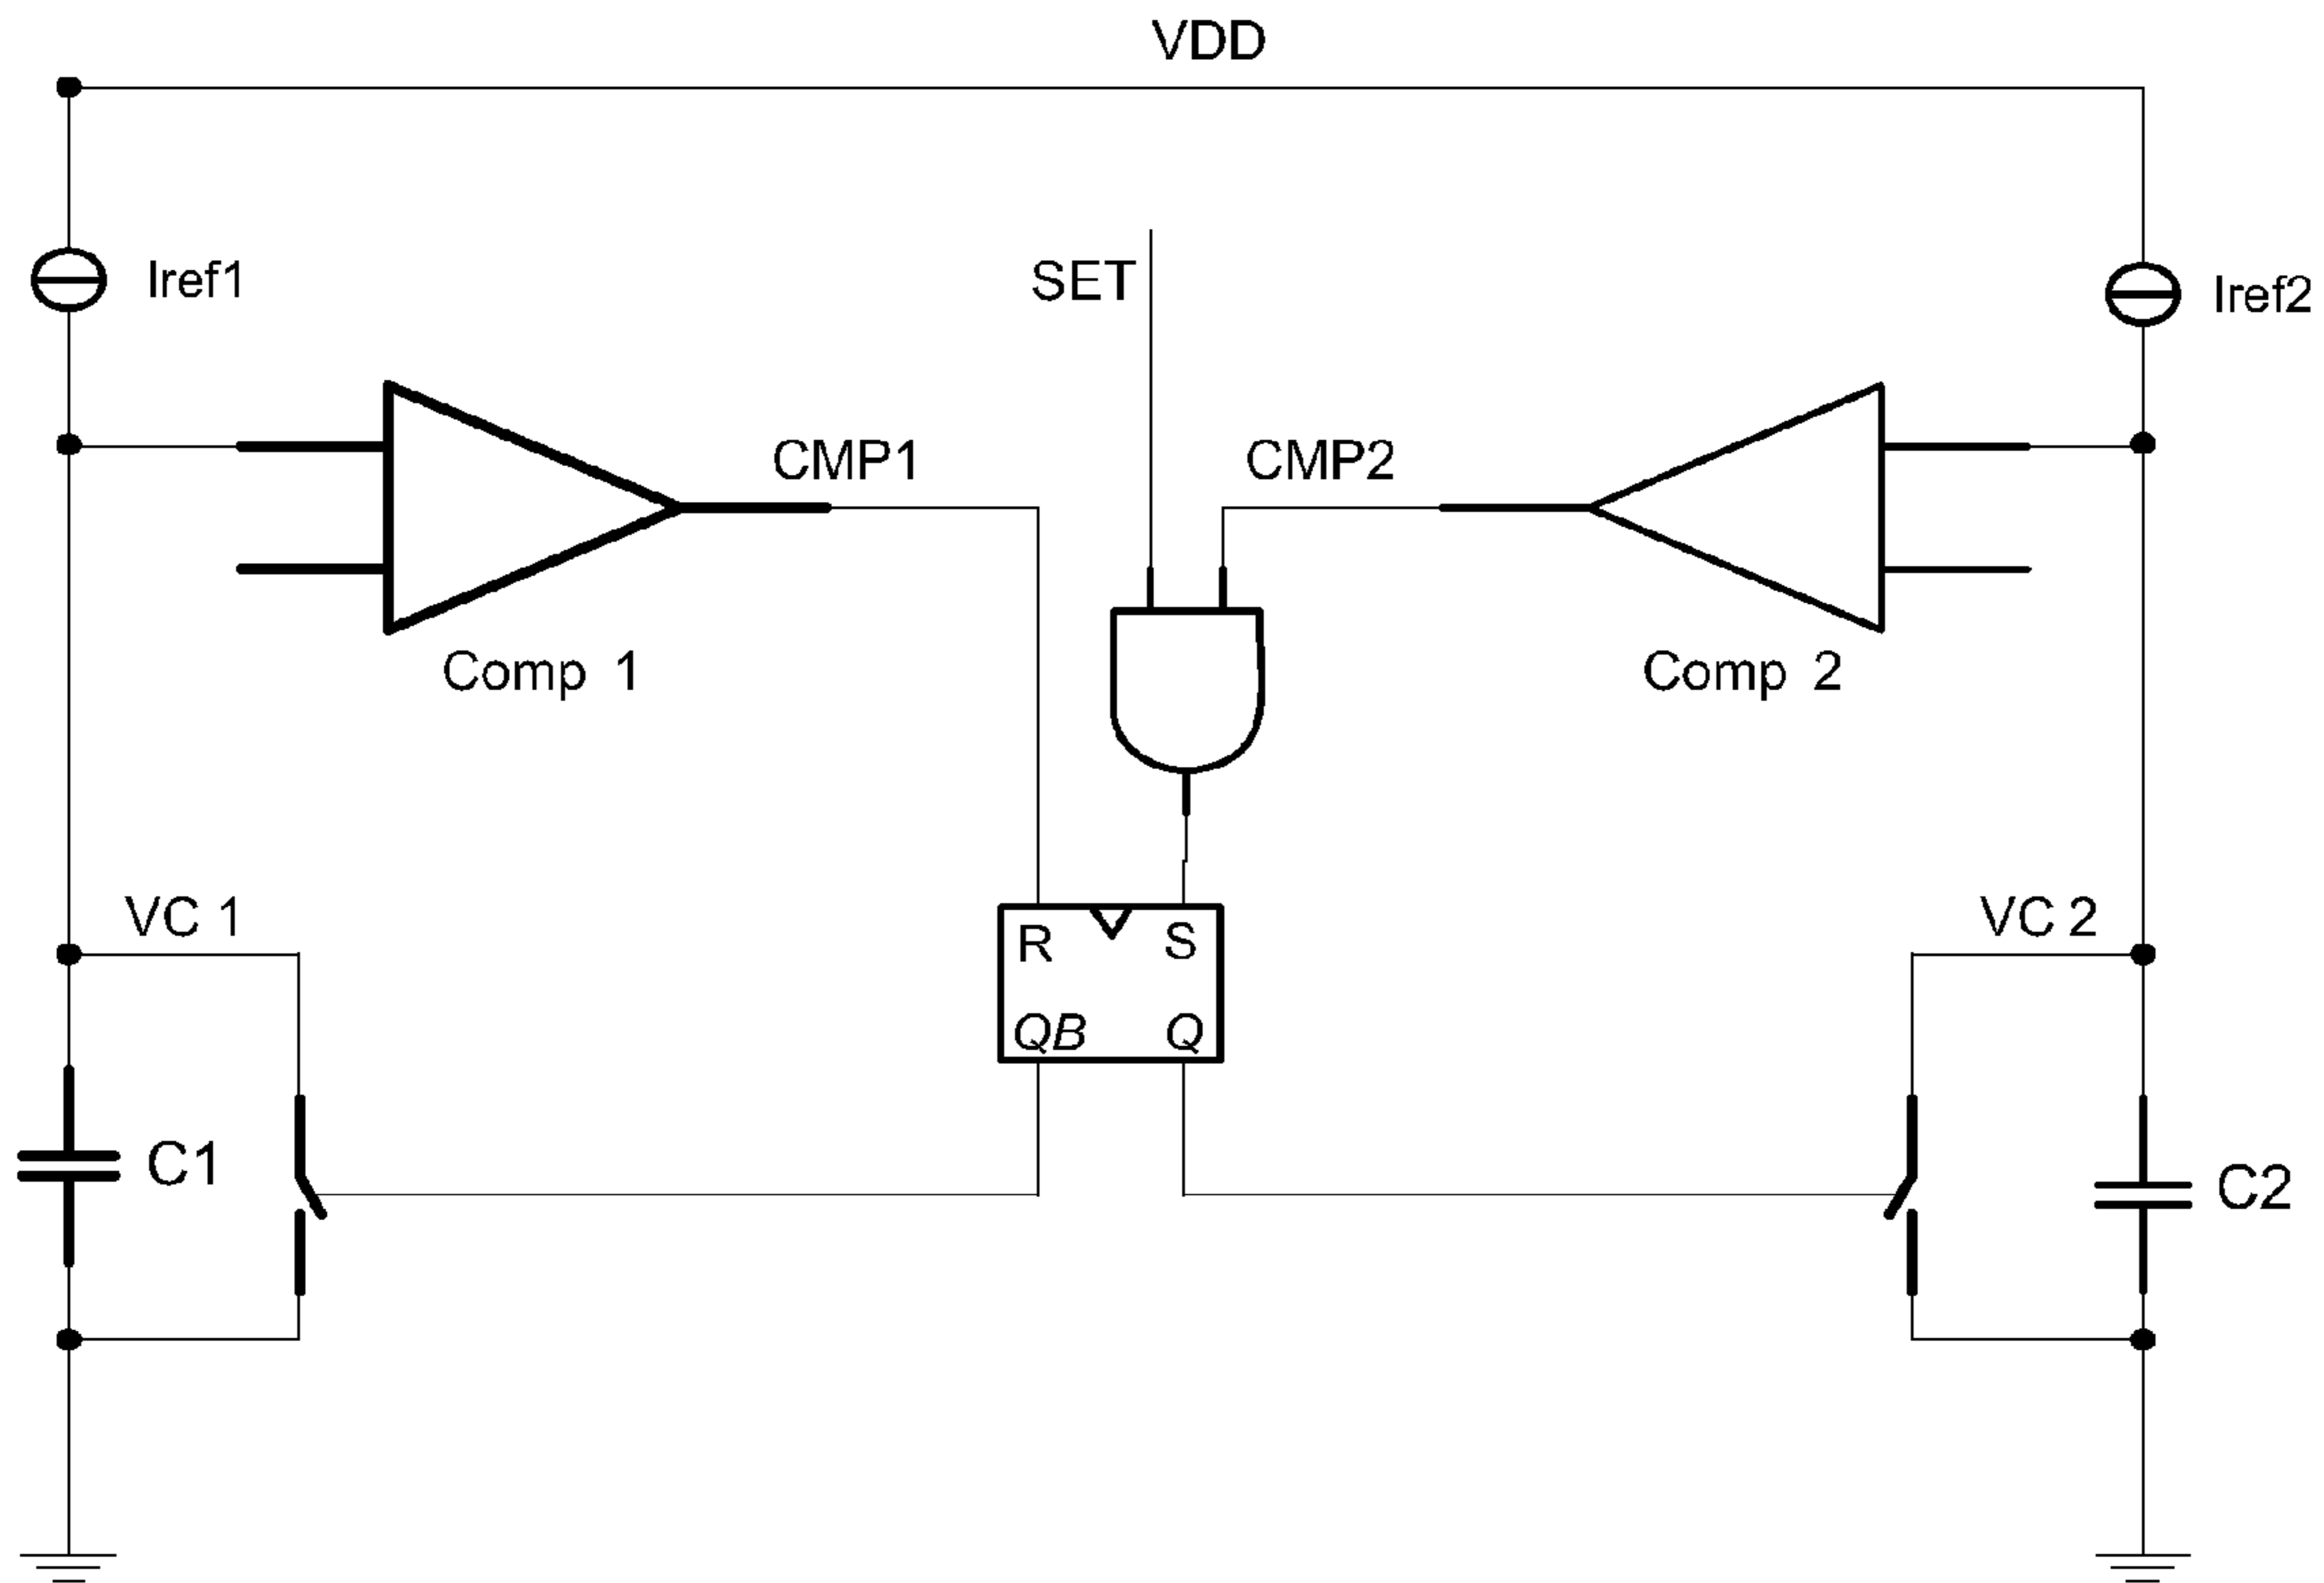 VDD
Iref1
SET
Iref2
CMP1
CMP2
Comp 1
Comp 2
VC 1
R
S
VC 2
QB
Q
C1
C2